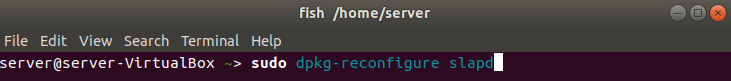 fish /home/server
File Edit View Search Terminal Help
server@server-VirtualBox ~> sudo dpkg-reconfigure slapd